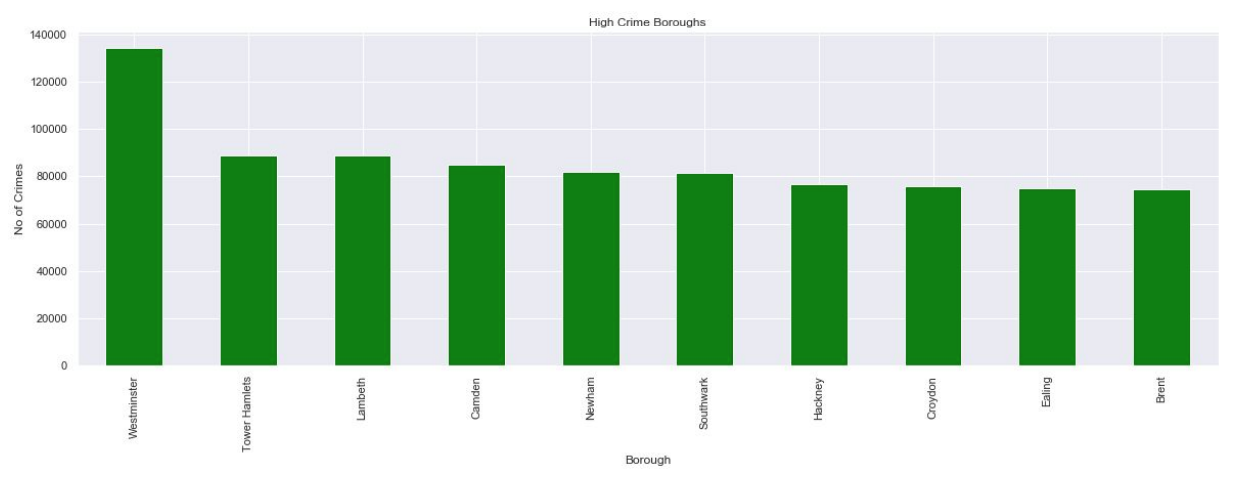 High Crime Boroughs
140000
120000
100000
80000
60000
40000
20000
0
No of Crimes
Westminster
Tower Hamlets
Lambeth
Camden
Newham
Southwark
Hackney
Croydon
Ealing
Brent
Borough